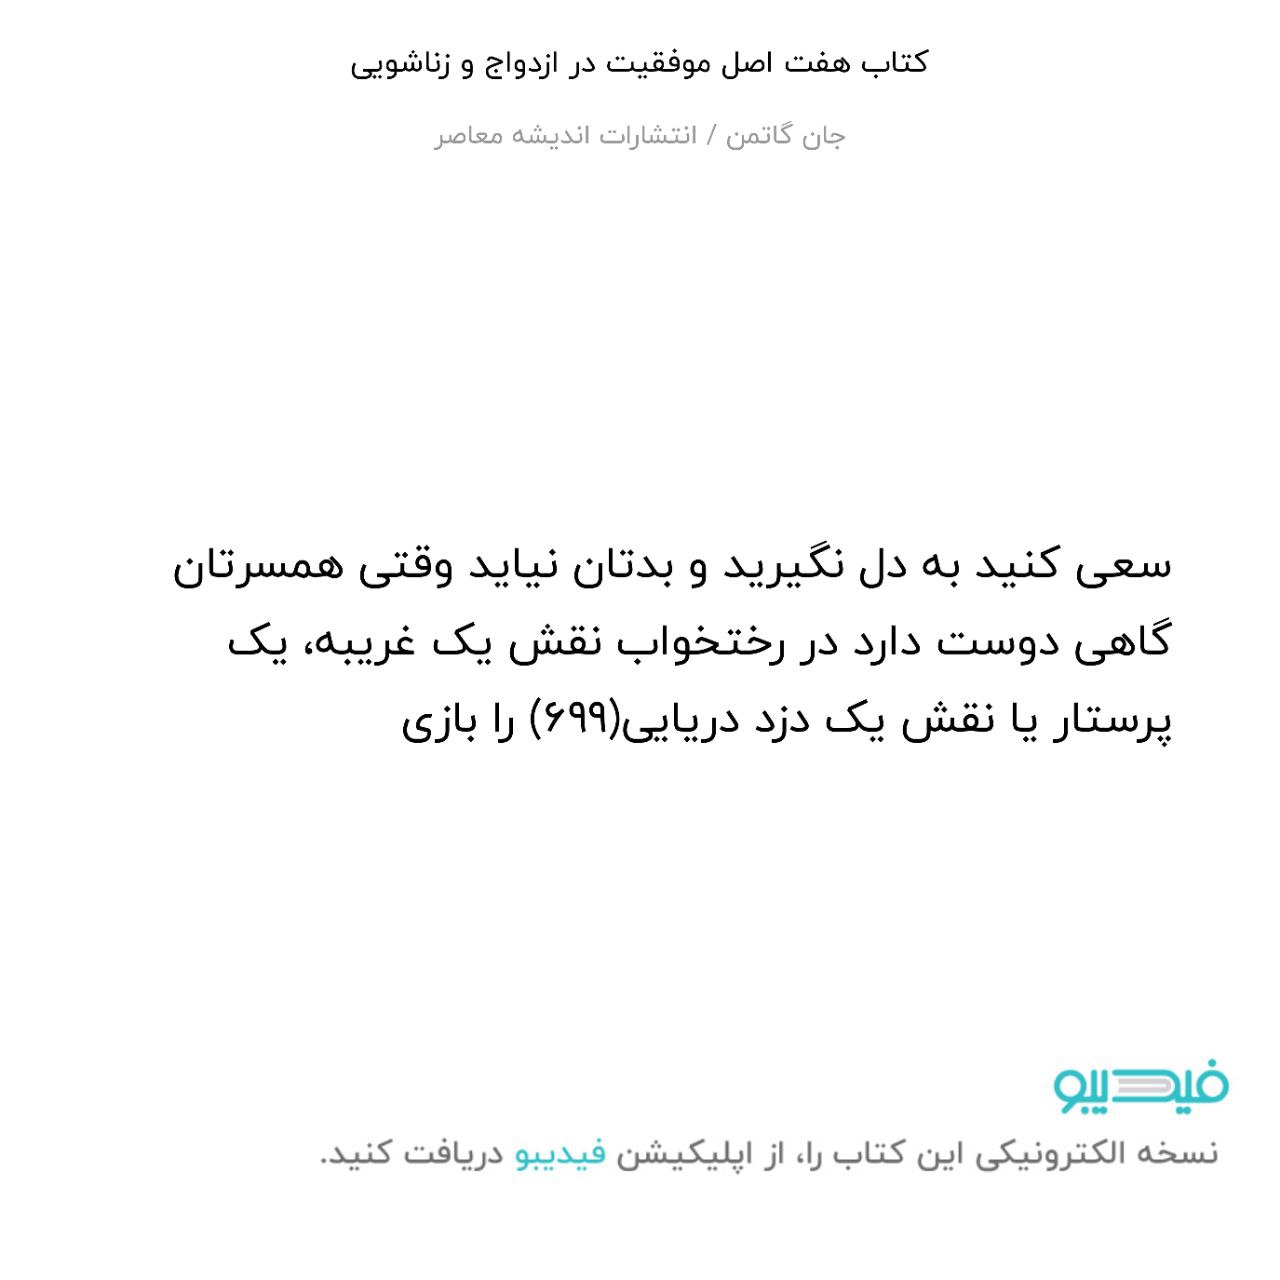 کتاب هفت اصل موفقیت در ازدواج و زناشویی
جان گاتمن / انتشارات اندیشه معاصر
سعی کنید به دل نگیرید و بدتان نیاید وقتی همسرتان
گاهی دوست دارد در رختخواب نقش یک غریبه، یک
پرستار یا نقش یک دزد دریایی(۶۹۹) را بازی
فیدیبو
نسخه الکترونیکی این کتاب را، از اپلیکیشن فیدیبو دریافت کنید.